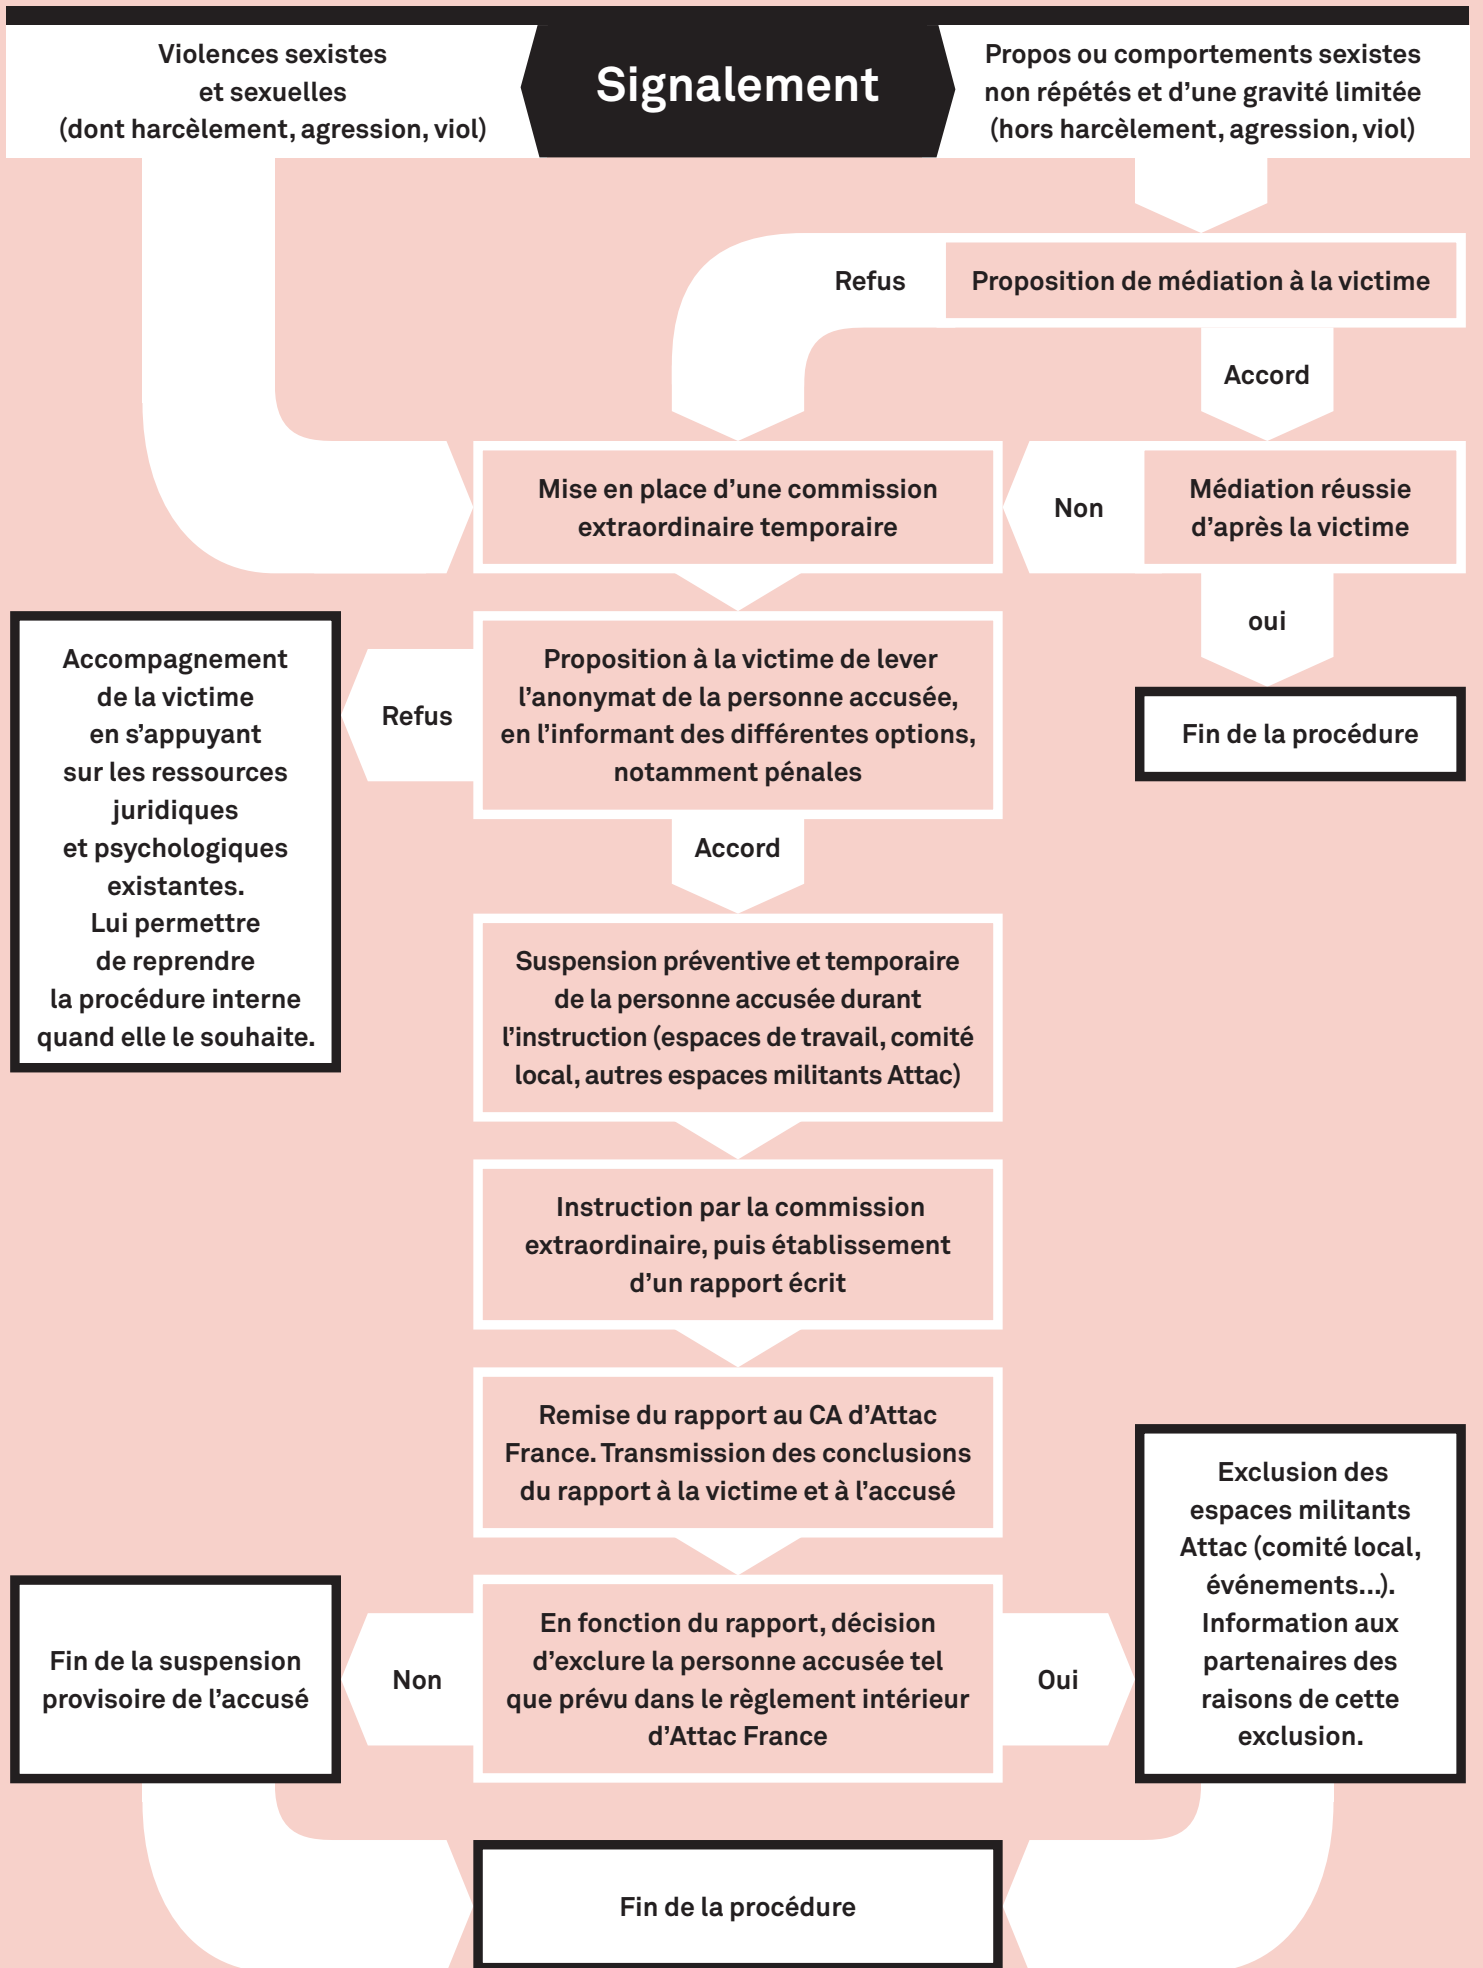 Violences sexistes
et sexuelles
(dont harcèlement, agression, viol)
Signalement
Propos ou comportements sexistes
non répétés et d’une gravité limitée
(hors harcèlement, agression, viol)
Refus
Proposition de médiation à la victime
Accord
Mise en place d’une commission
extraordinaire temporaire
Non
Médiation réussie
d’après la victime
oui
Fin de la procédure
Accompagnement
de la victime
en s’appuyant
sur les ressources
juridiques
et psychologiques
existantes.
Lui permettre
de reprendre
la procédure interne
quand elle le souhaite.
Refus
Proposition à la victime de lever
l’anonymat de la personne accusée,
en l’informant des différentes options,
notamment pénales
Accord
Suspension préventive et temporaire
de la personne accusée durant
l’instruction (espaces de travail, comité
local, autres espaces militants Attac)
Instruction par la commission
extraordinaire, puis établissement
d’un rapport écrit
Remise du rapport au CA d’Attac
France. Transmission des conclusions
du rapport à la victime et à l’accusé
En fonction du rapport, décision
d’exclure la personne accusée tel
que prévu dans le règlement intérieur
d’Attac France
Non
Fin de la suspension
provisoire de l’accusé
Oui
Exclusion des
espaces militants
Attac (comité local,
événements...).
Information aux
partenaires des
raisons de cette
exclusion.
Fin de la procédure